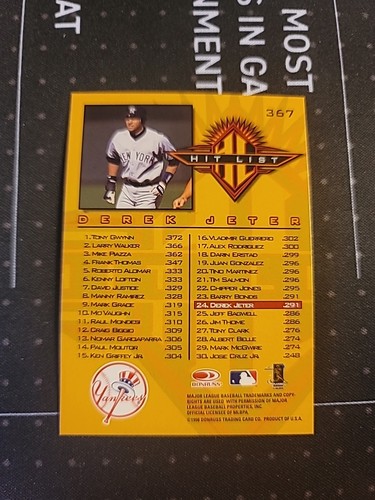 MOST
S IN GA
NMENT
AT
367
NEW YORK
HL
HIT LIST
DEREK JETER
1. TONY GWYNN .372
2. LARRY WALKER .366
3. MIKE PIAZZA .362
4. FRANK THOMAS .347
5. ROBERTO ALOMAR .333
6. KENNY LOFTON .333
7. DAVID JUSTICE .329
8. MANNY RAMIREZ .328
9. MARK GRACE .319
10. MO VAUGHN .315
11. RAUL MONDESI .310
12. CRAIG BIGGIO .309
13. NOMAR GARCIAPARRA .306
14. PAUL MOLITOR .305
15. KEN GRIFFEY JR. .304
16. VLADIMIR GUERRERO .302
17. ALEX RODRIGUEZ .300
18. DARIN ERSTAD .299
19. JUAN GONZALEZ .296
20. TINO MARTINEZ .296
21. TIM SALMON .296
22. CHIPPER JONES .295
23. BARRY BONDS .291
24. DEREK JETER .291
25. JEFF BAGWELL .286
26. JIM THOME .286
27. TONY CLARK .276
28. ALBERT BELLE .274
29. MARK MCGWIRE .274
30. JOSE CRUZ JR. .248
Yankees
DONRUSS
MAJOR LEAGUE BASEBALL TRADEMARKS AND COPY-
RIGHTS ARE USED WITH PERMISSION OF MAJOR
LEAGUE BASEBALL PROPERTIES, INC.
OFFICIAL LICENSEE OF MLBPA.
©1998 DONRUSS TRADING CARD CO. PRODUCT OF U.S.A.